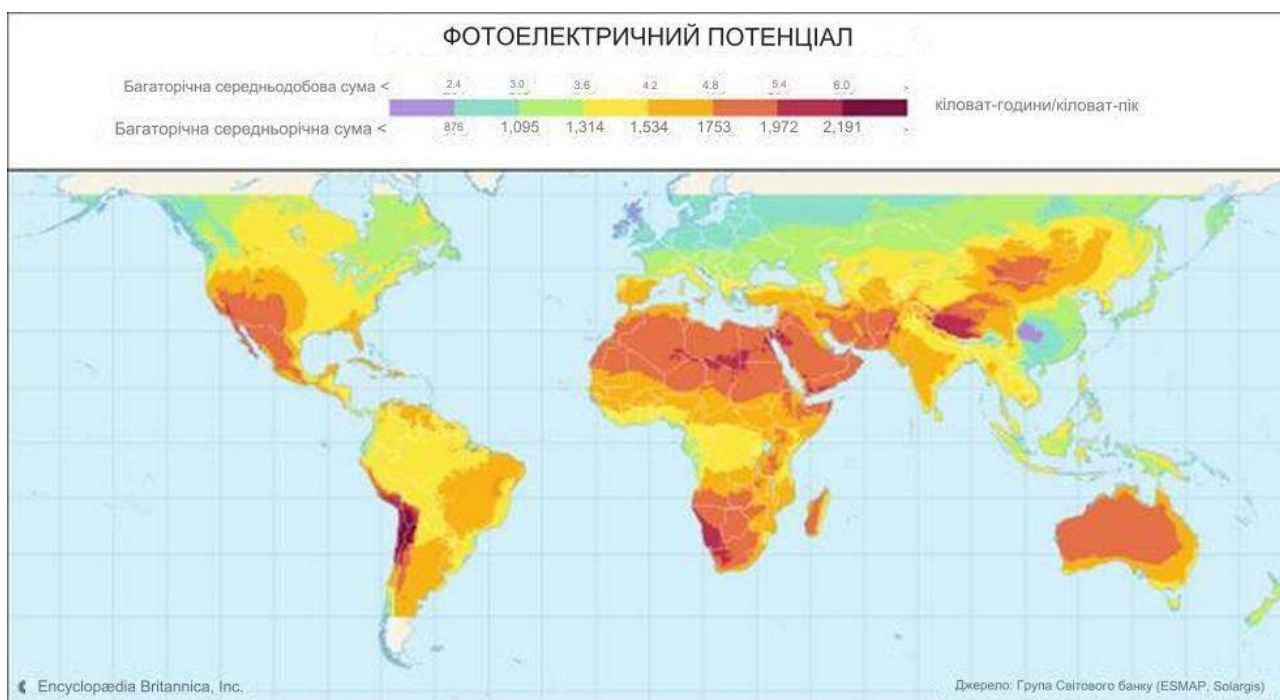 ФОТОЕЛЕКТРИЧНИЙ ПОТЕНЦІАЛ
Багаторічна середньодобова сума < 2.4 3.0 3.6 4.2 4.8 5.4 6.0 >
кіловат-години/кіловат-пік
Багаторічна середньорічна сума < 876 1,095 1,314 1,534 1753 1,972 2,191 >
Encyclopædia Britannica, Inc.
Джерело: Група Світового банку (ESMAP, Solargis)